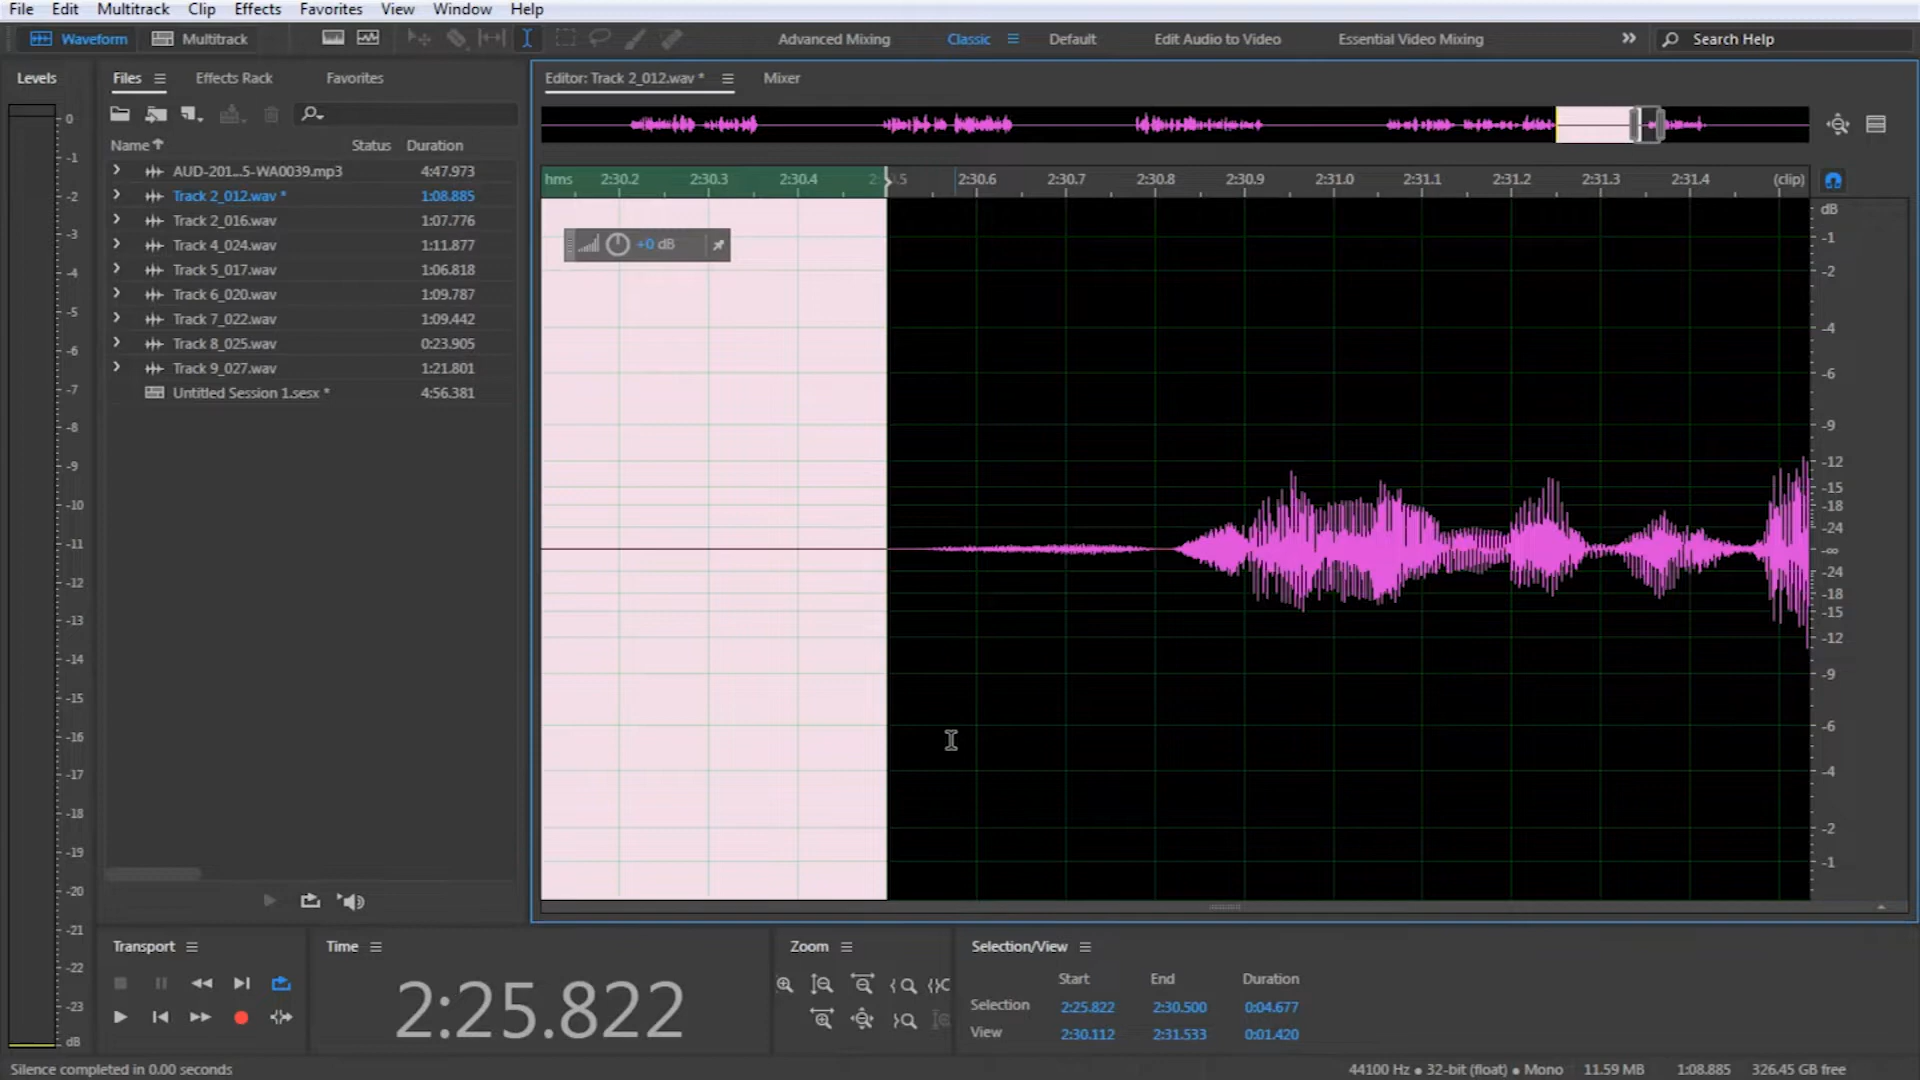 File Edit Multitrack Clip Effects Favorites View Window Help
Waveform Multitrack Advanced Mixing Classic Default Edit Audio to Video Essential Video Mixing Search Help
Levels Files Effects Rack Favorites Editor: Track 2_012.wav * Mixer
Name Status Duration
AUD-201...5-WA0039.mp3 4:47.973
Track 2_012.wav * 1:08.885
Track 2_016.wav 1:07.776
Track 4_024.wav 1:11.877
Track 5_017.wav 1:06.818
Track 6_020.wav 1:09.787
Track 7_022.wav 1:09.442
Track 8_025.wav 0:23.905
Track 9_027.wav 1:21.801
Untitled Session 1.sesx * 4:56.381
0
-1
-2
-3
-4
-5
-6
-7
-8
-9
-10
-11
-12
-13
-14
-15
-16
-17
-18
-19
-20
-21
-22
-23
dB
hms 2:30.2 2:30.3 2:30.4 2:30.6 2:30.7 2:30.8 2:30.9 2:31.0 2:31.1 2:31.2 2:31.3 2:31.4 (clip)
+0 dB
dB
-1
-2
-4
-6
-9
-12
-15
-18
-24
-∞
-24
-18
-15
-12
-9
-6
-4
-2
-1
Transport Time Zoom Selection/View
2:25.822
Start End Duration
Selection 2:25.822 2:30.500 0:04.677
View 2:30.112 2:31.533 0:01.420
Silence completed in 0.00 seconds 44100 Hz ● 32-bit (float) ● Mono 11.59 MB 1:08.885 326.45 GB free